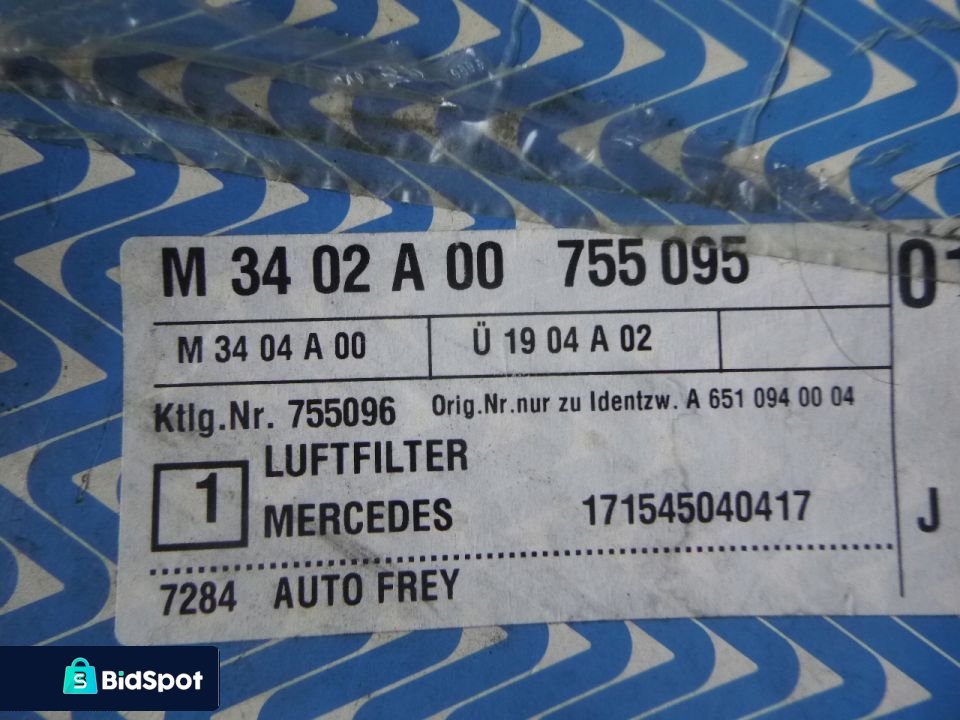 M 34 02 A 00 755 095
M 34 04 A 00 Ü 19 04 A 02
Ktlg.Nr. 755096 Orig.Nr.nur zu Identzw. A 651 094 00 04
1 LUFTFILTER
MERCEDES 171545040417 J
7284 AUTO FREY
BidSpot